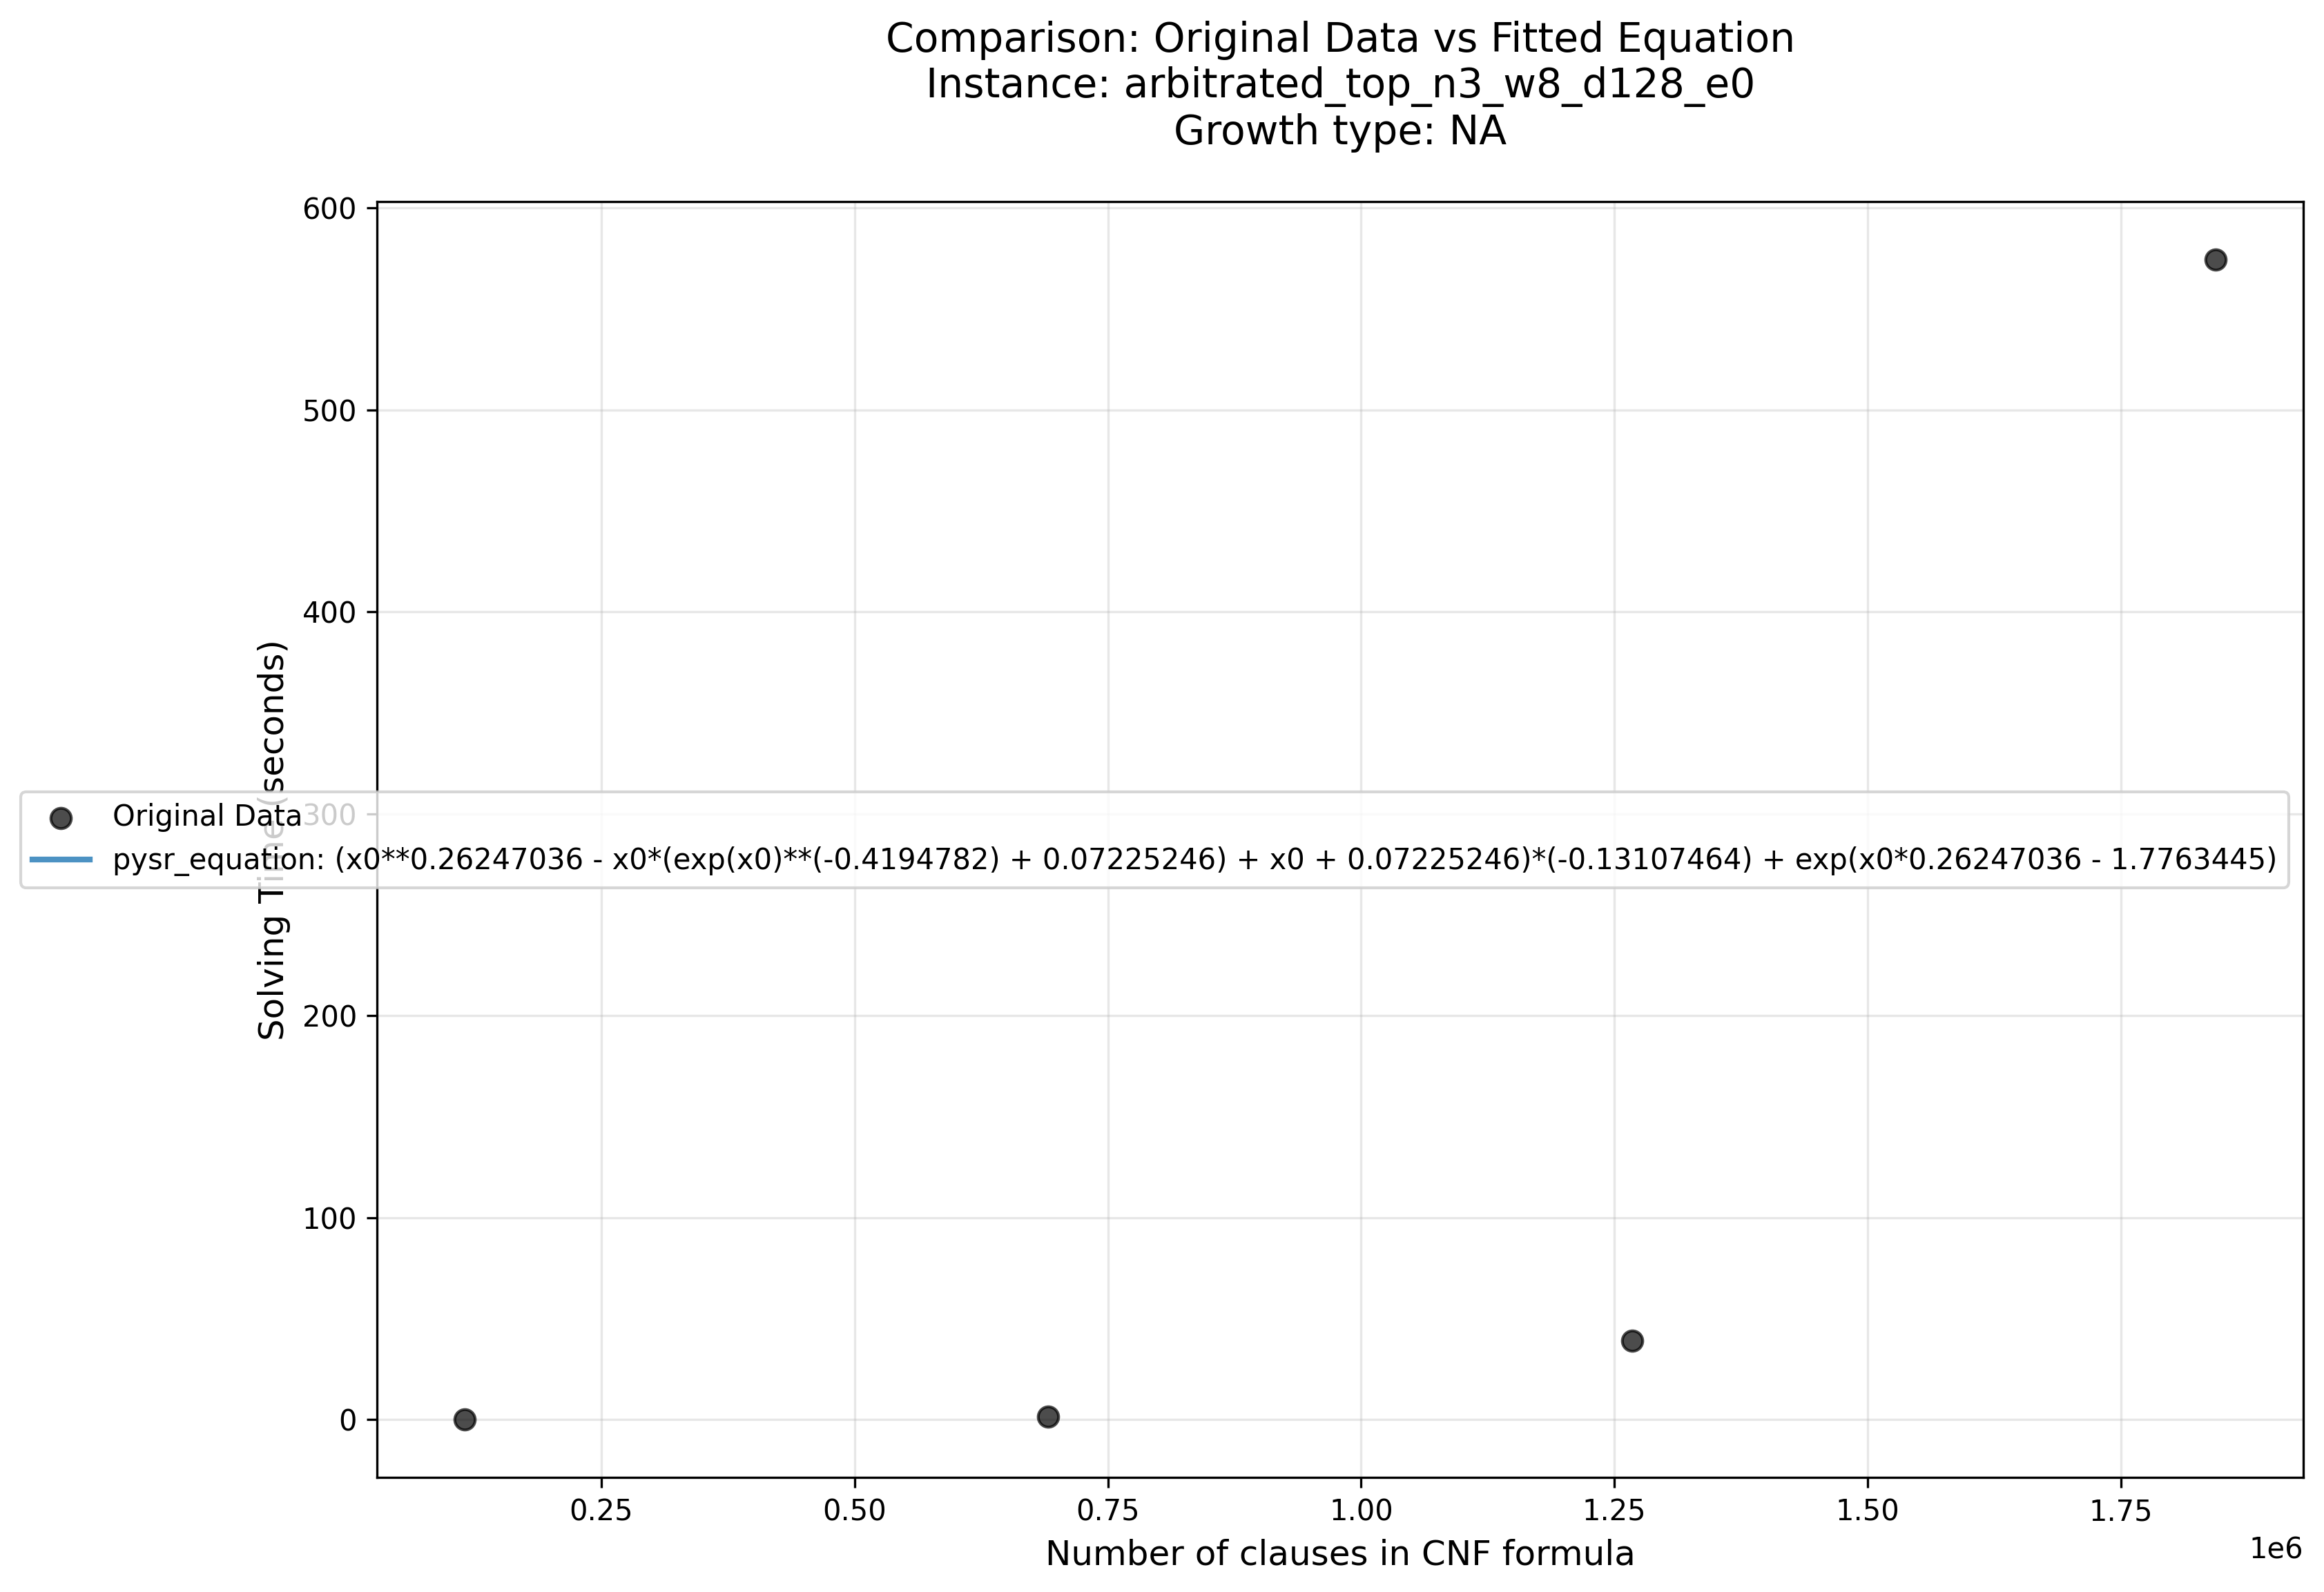 Comparison: Original Data vs Fitted Equation
Instance: arbitrated_top_n3_w8_d128_e0
Growth type: NA
600
500
400
300
200
100
0
Solving Time (seconds)
Original Data
pysr_equation: (x0**0.26247036 - x0*(exp(x0)**(-0.4194782) + 0.07225246) + x0 + 0.07225246)*(-0.13107464) + exp(x0*0.26247036 - 1.7763445)
0.25 0.50 0.75 1.00 1.25 1.50 1.75
1e6
Number of clauses in CNF formula